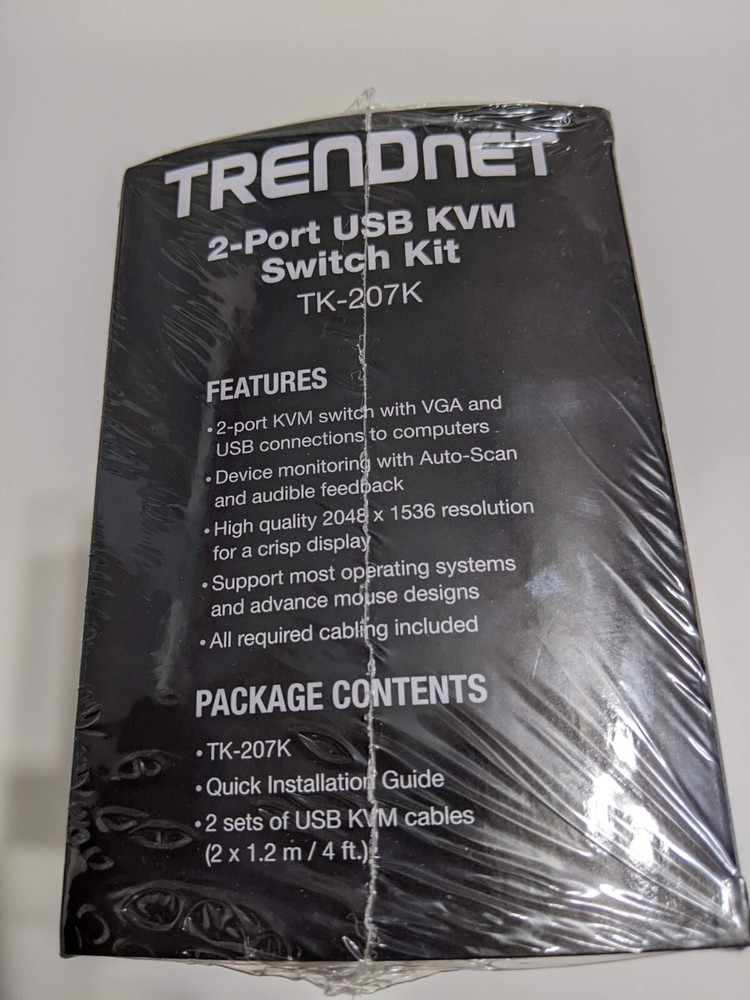 TRENDNET
2-Port USB KVM
Switch Kit
TK-207K
FEATURES
• 2-port KVM switch with VGA and
USB connections to computers
• Device monitoring with Auto-Scan
and audible feedback
• High quality 2048 x 1536 resolution
for a crisp display
• Support most operating systems
and advance mouse designs
• All required cabling included
PACKAGE CONTENTS
• TK-207K
• Quick Installation Guide
• 2 sets of USB KVM cables
(2 x 1.2 m / 4 ft.)